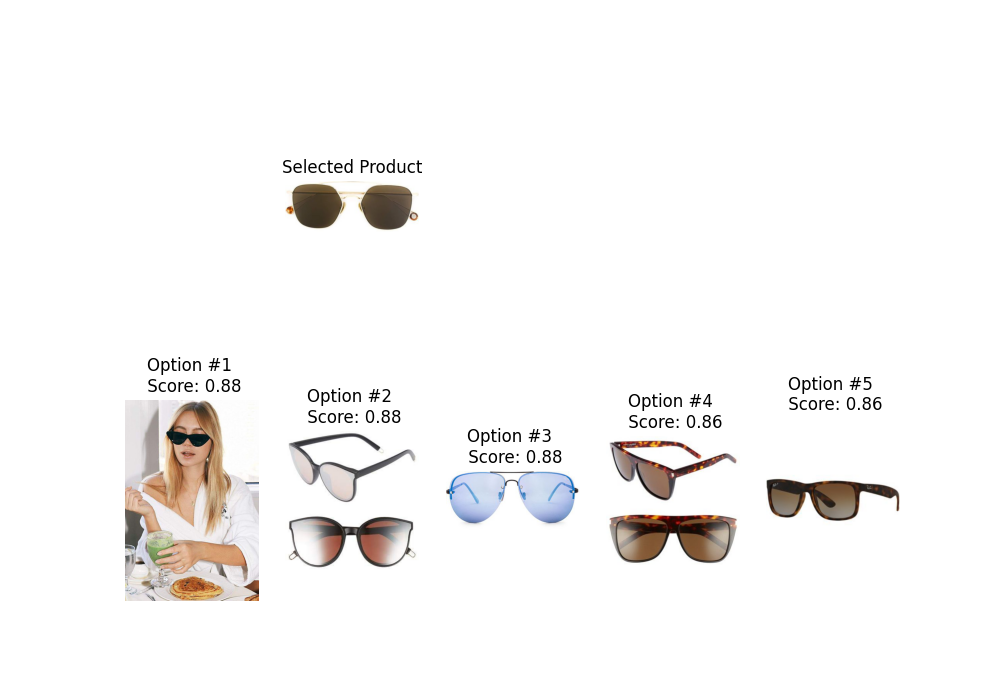 Selected Product
Option #1
Score: 0.88
Option #2
Score: 0.88
Option #3
Score: 0.88
Option #4
Score: 0.86
Option #5
Score: 0.86